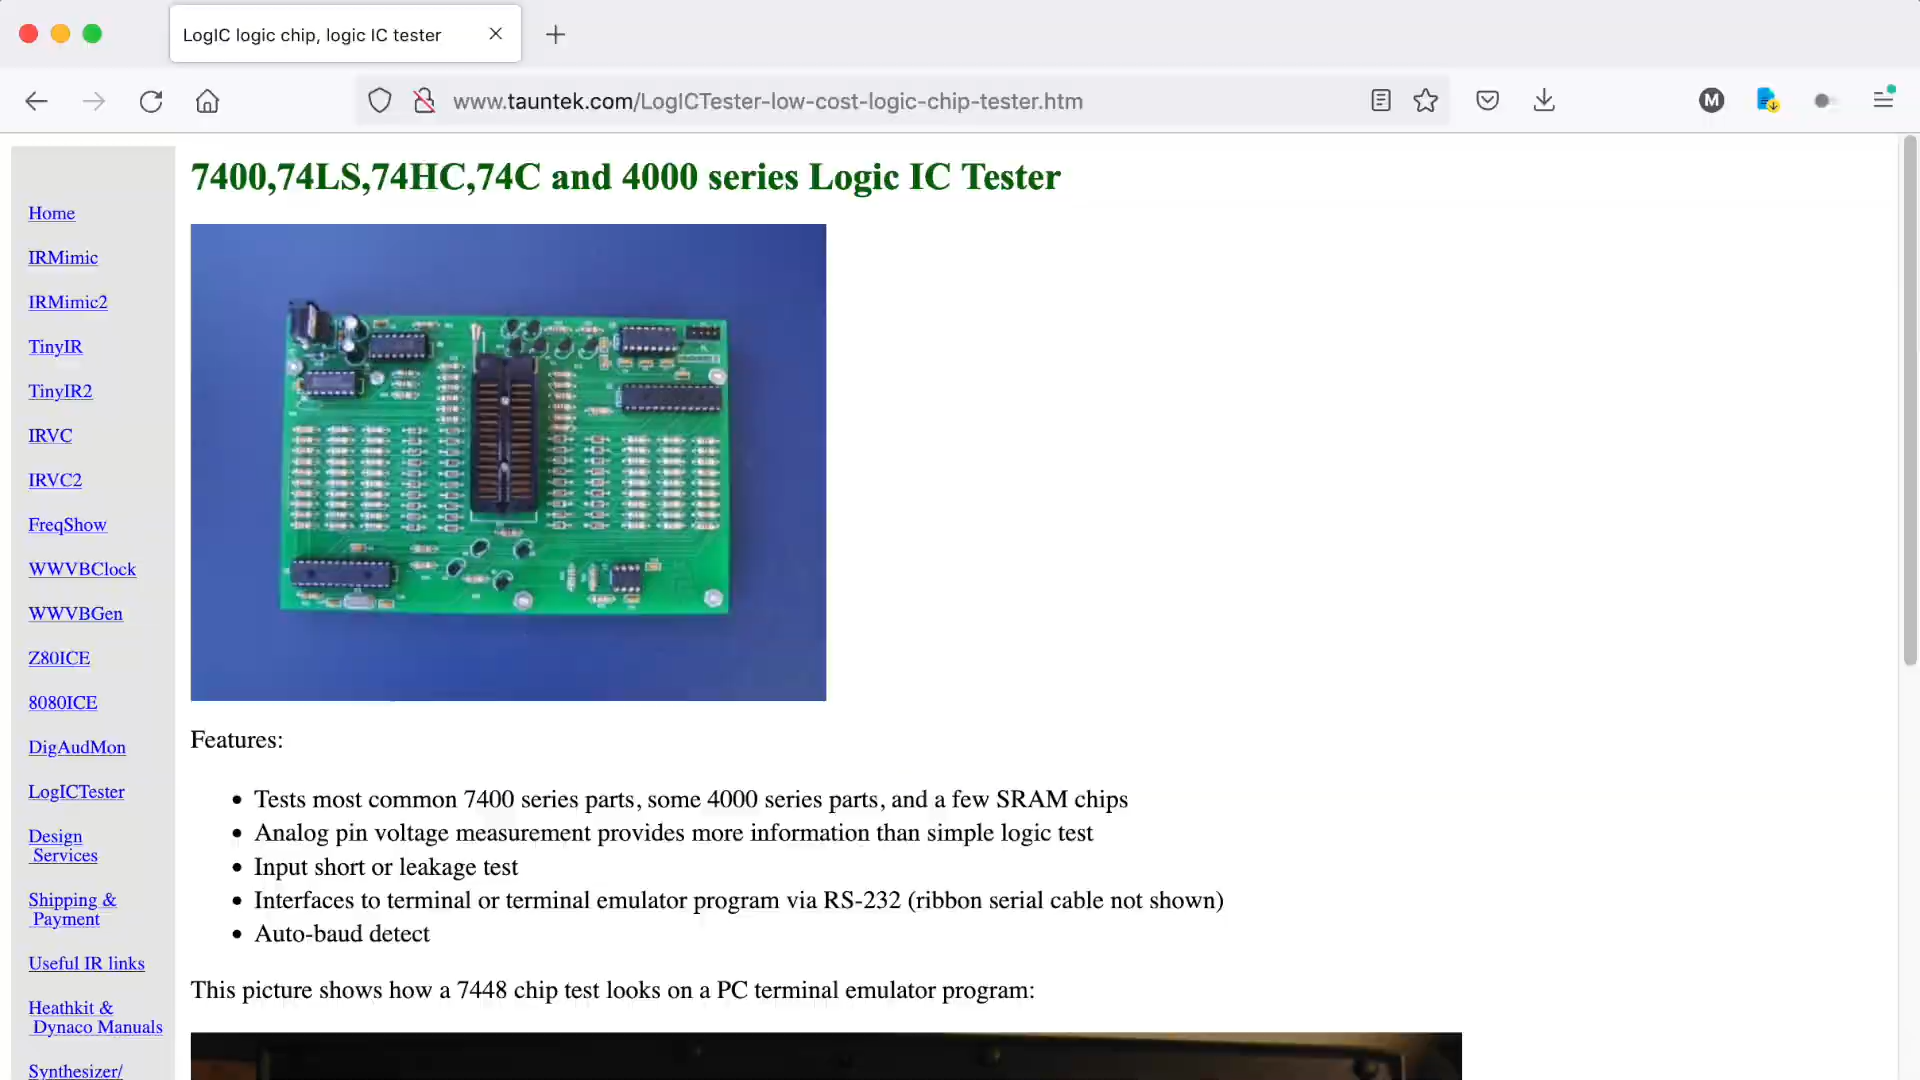 LogIC logic chip, logic IC tester
www.tauntek.com/LogICTester-low-cost-logic-chip-tester.htm
M
7400,74LS,74HC,74C and 4000 series Logic IC Tester
Home
IRMimic
IRMimic2
TinyIR
TinyIR2
IRVC
IRVC2
FreqShow
WWVBClock
WWVBGen
Z80ICE
8080ICE
DigAudMon
LogICTester
Design
Services
Shipping &
Payment
Useful IR links
Heathkit &
Dynaco Manuals
Synthesizer/
Features:
• Tests most common 7400 series parts, some 4000 series parts, and a few SRAM chips
• Analog pin voltage measurement provides more information than simple logic test
• Input short or leakage test
• Interfaces to terminal or terminal emulator program via RS-232 (ribbon serial cable not shown)
• Auto-baud detect
This picture shows how a 7448 chip test looks on a PC terminal emulator program: